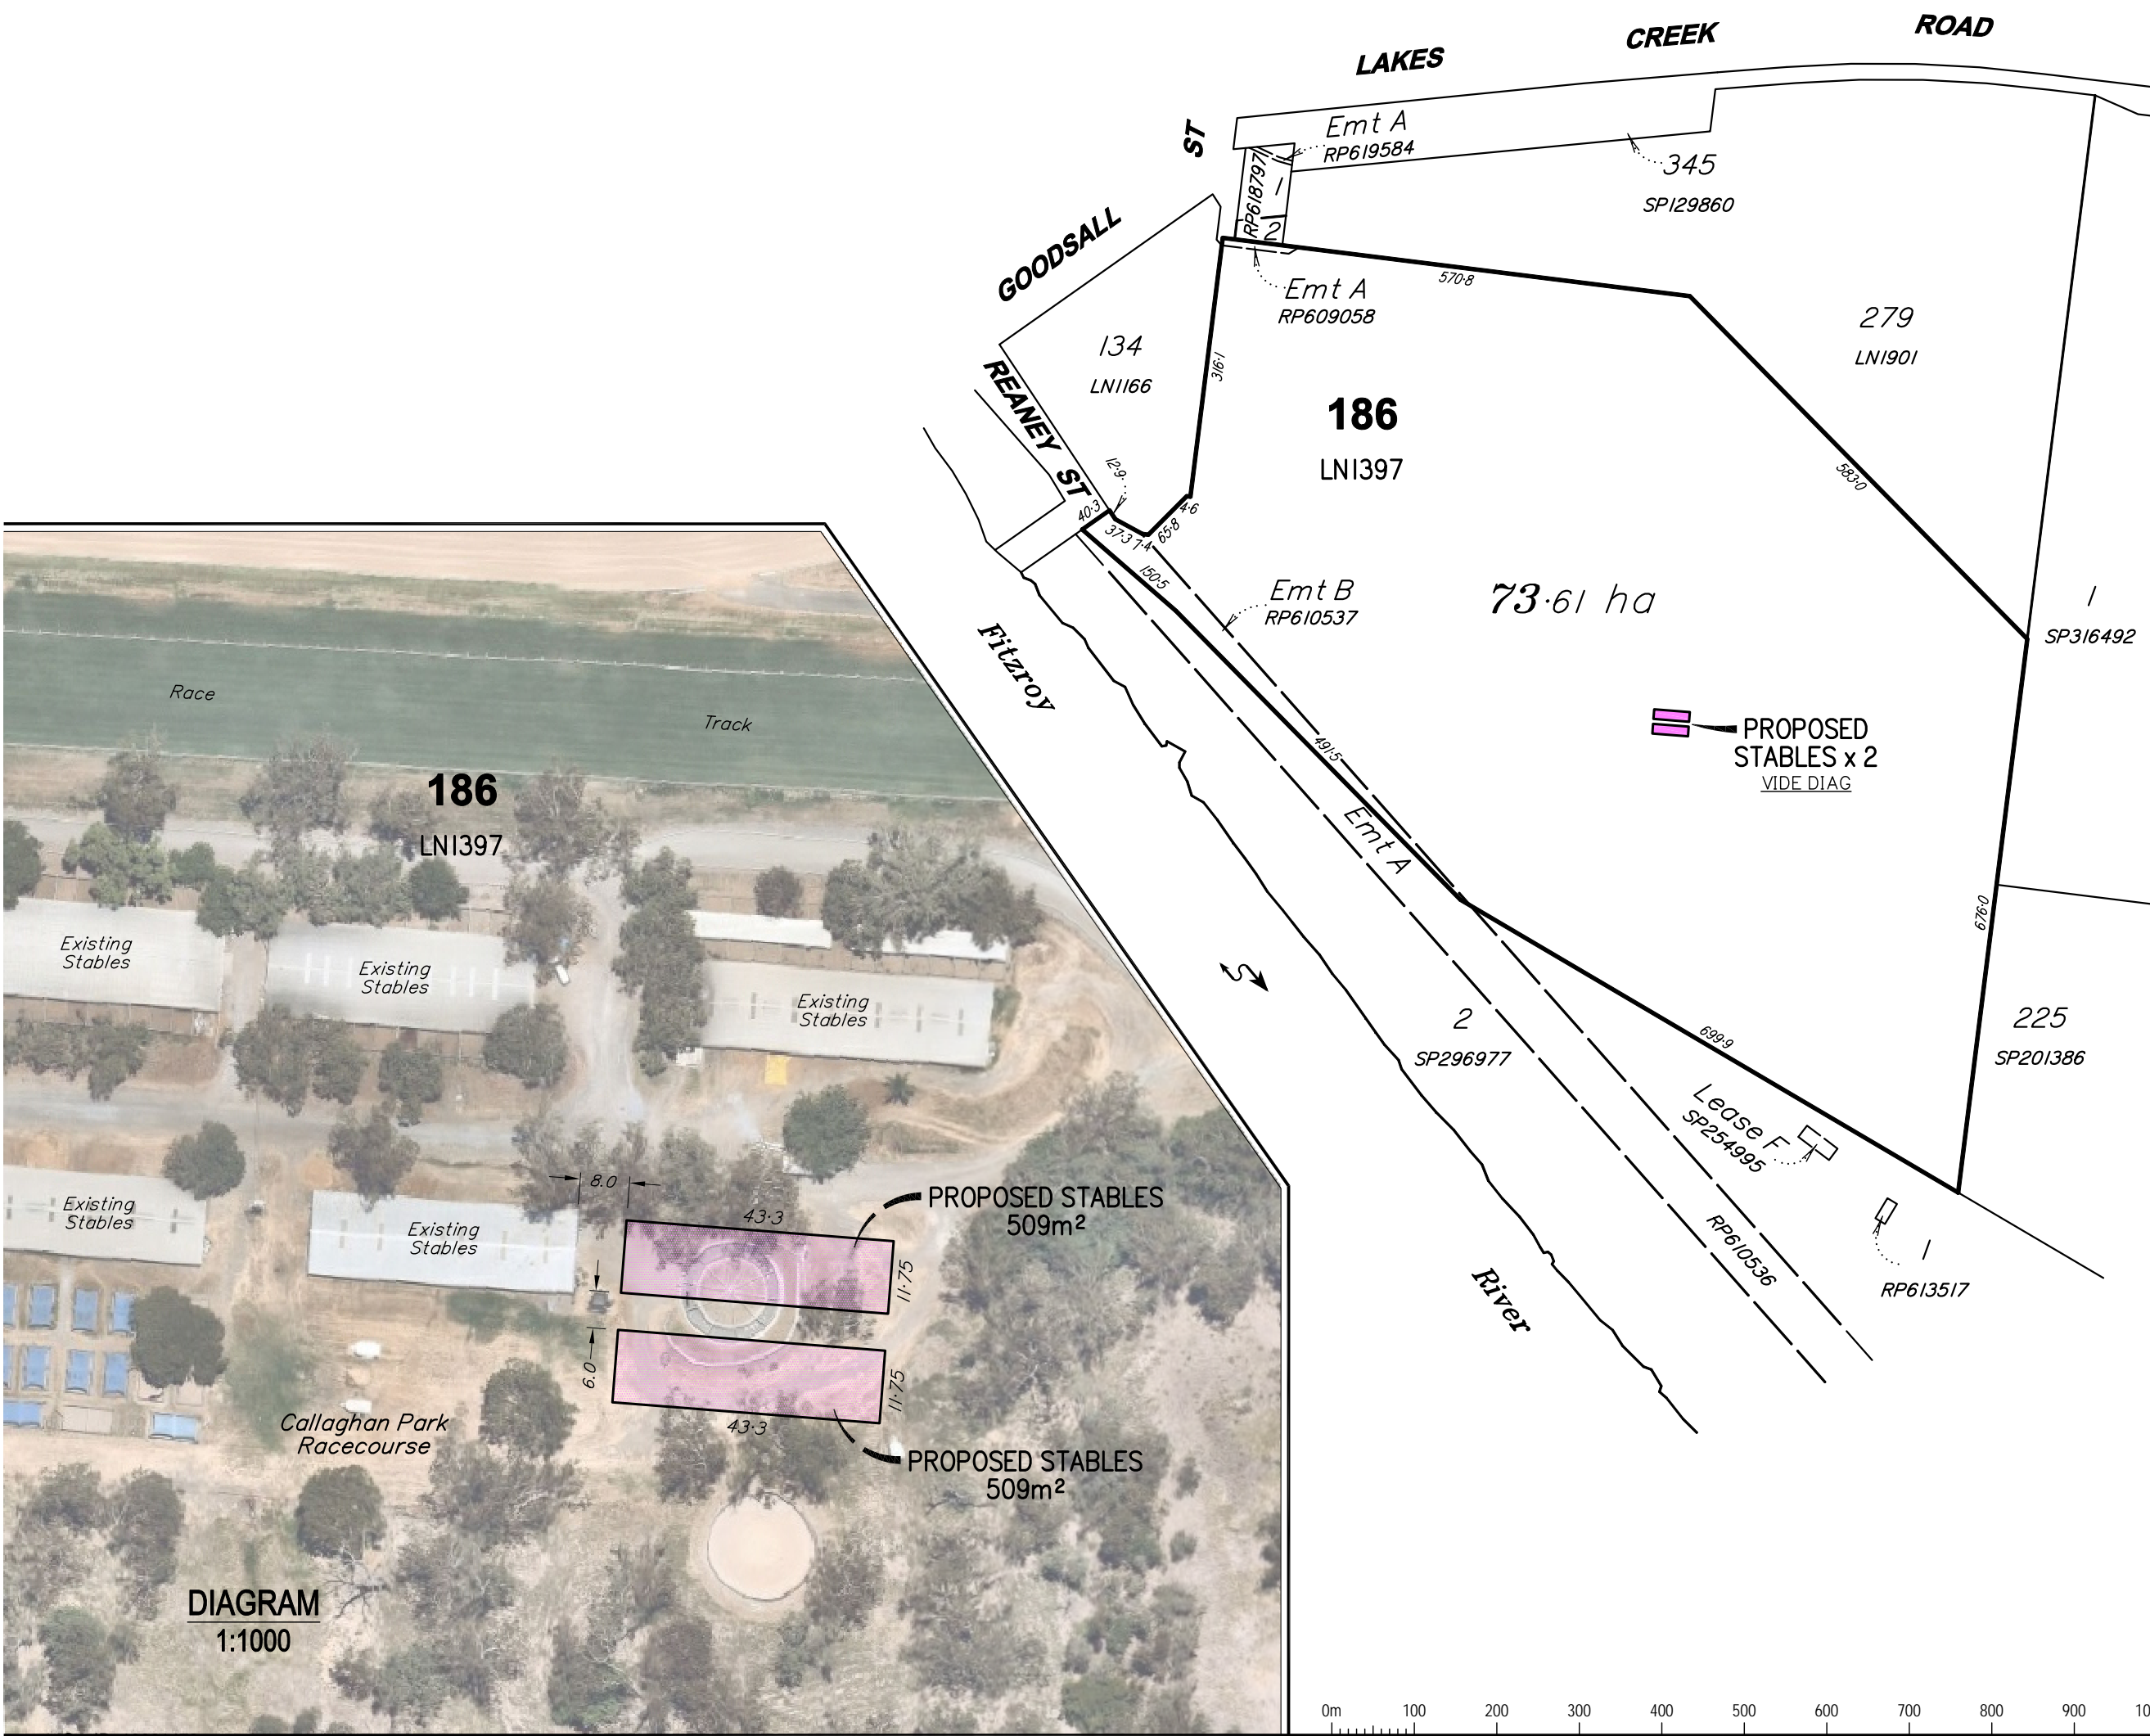 LAKES CREEK ROAD
ST
GOODSALL
REANEY ST
Emt A
RP619584
RP618797
1
2
345
SP129860
Emt A
RP609058
570·8
279
LN1901
134
LN1166
316·1
186
LN1397
583·0
12·9
40·3
37·3
7·4
65·8
4·6
150·5
Emt B
RP610537
73·61 ha
1
SP316492
Fitzroy
PROPOSED
STABLES x 2
VIDE DIAG
491·5
Emt A
676·0
2
SP296977
699·9
225
SP201386
Lease F
SP254995
RP610536
1
RP613517
River
Race Track
186
LN1397
Existing
Stables
Existing
Stables
Existing
Stables
Existing
Stables
Existing
Stables
8.0
43·3
PROPOSED STABLES
509m²
11·75
6.0
11·75
43·3
PROPOSED STABLES
509m²
Callaghan Park
Racecourse
DIAGRAM
1:1000
0m 100 200 300 400 500 600 700 800 900